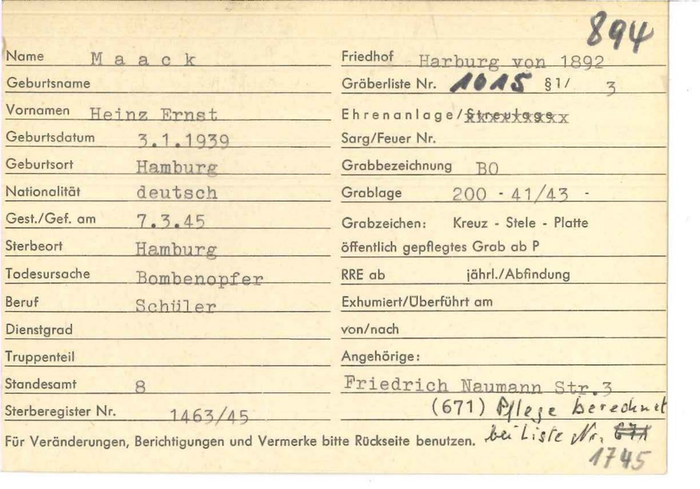 894
Name Maack
Geburtsname
Vornamen Heinz Ernst
Geburtsdatum 3.1.1939
Geburtsort Hamburg
Nationalität deutsch
Gest./Gef. am 7.3.45
Sterbeort Hamburg
Todesursache Bombenopfer
Beruf Schüler
Dienstgrad
Truppenteil
Standesamt 8
Sterberegister Nr. 1463/45
Friedhof Harburg von 1892
Gräberliste Nr. 1015 §1/ 3
Ehrenanlage/Streulage
Sarg/Feuer Nr.
Grabbezeichnung BO
Grablage 200 - 41/43 -
Grabzeichen: Kreuz - Stele - Platte
öffentlich gepflegtes Grab ab P
RRE ab jährl./Abfindung
Exhumiert/Überführt am
von/nach
Angehörige:
Friedrich Naumann Str.3
(671) Pflege berechnet
bei Liste Nr. 671
1745
Für Veränderungen, Berichtigungen und Vermerke bitte Rückseite benutzen.